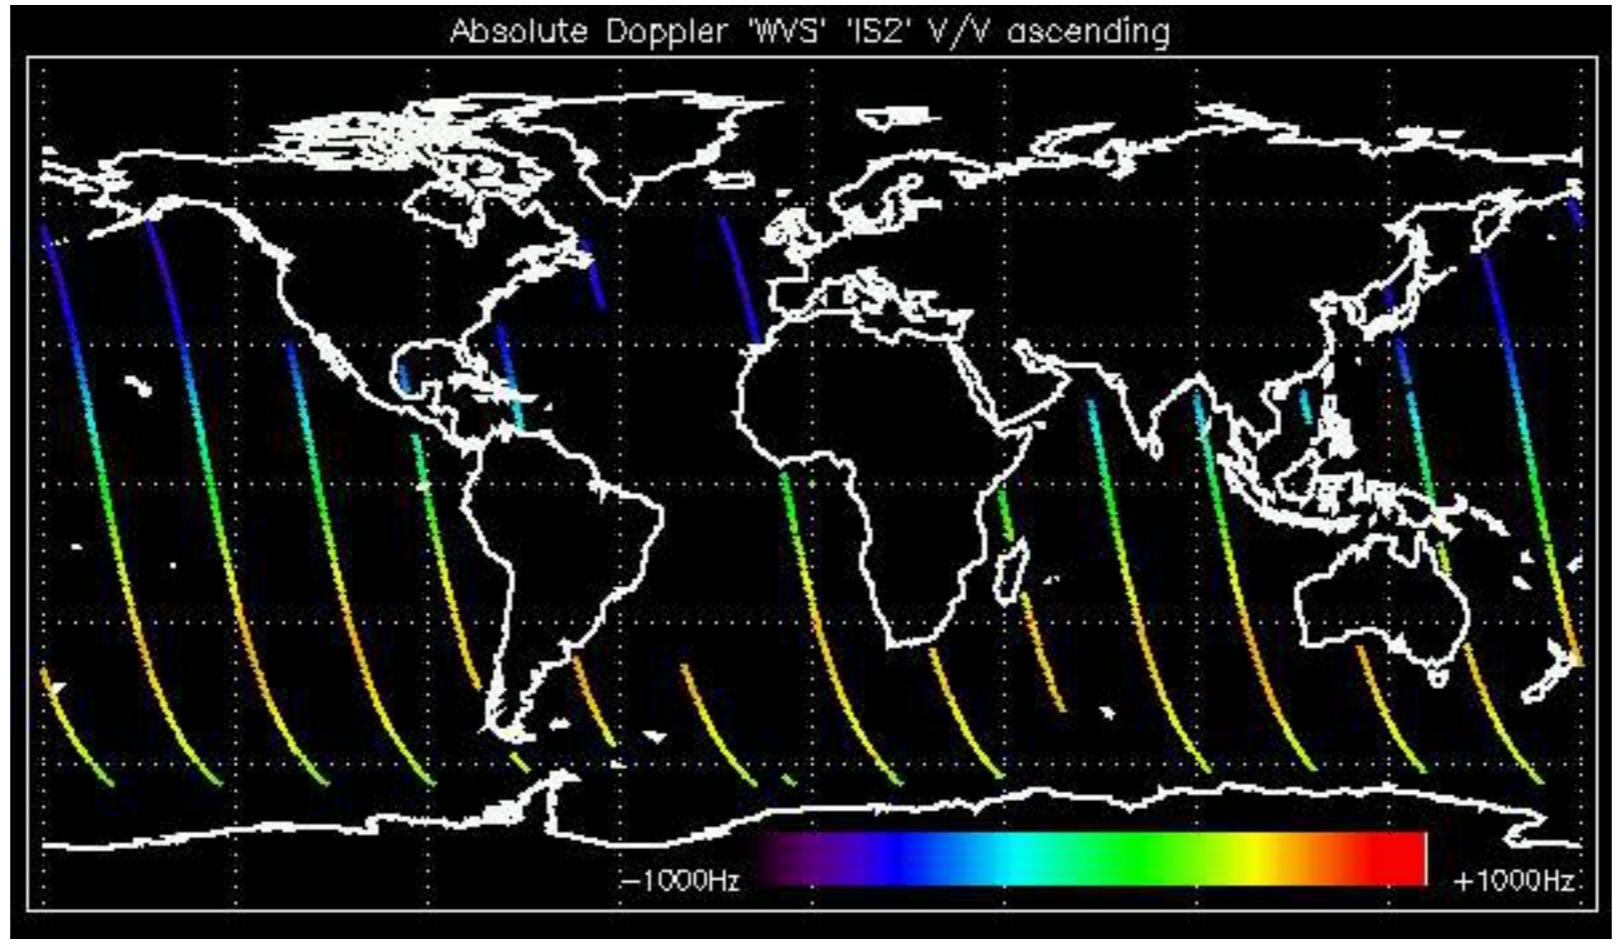 Absolute Doppler 'WVS' 'IS2' V/V ascending
−1000Hz +1000Hz